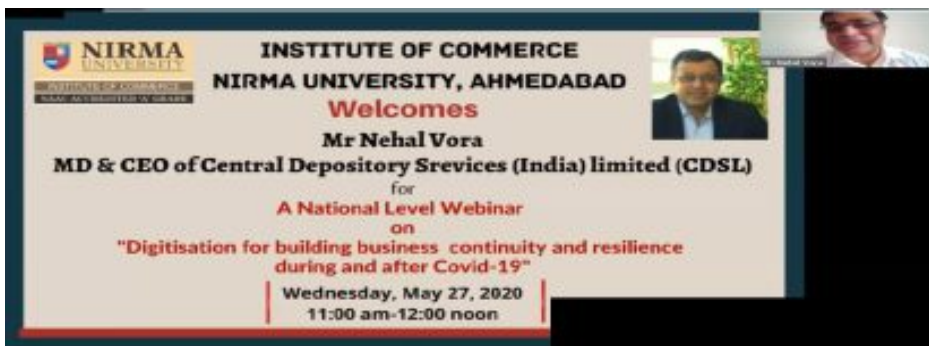 NIRMA
UNIVERSITY
INSTITUTE OF COMMERCE
NAAC ACCREDITED 'A' GRADE
INSTITUTE OF COMMERCE
NIRMA UNIVERSITY, AHMEDABAD
Welcomes
Mr Nehal Vora
MD & CEO of Central Depository Srevices (India) limited (CDSL)
for
A National Level Webinar
on
"Digitisation for building business continuity and resilience
during and after Covid-19"
Wednesday, May 27, 2020
11:00 am-12:00 noon
Nehal Vora